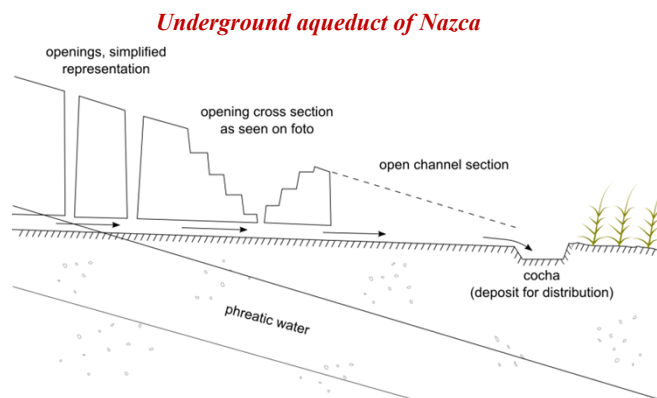 Underground aqueduct of Nazca
openings, simplified
representation
opening cross section
as seen on foto
open channel section
cocha
(deposit for distribution)
phreatic water